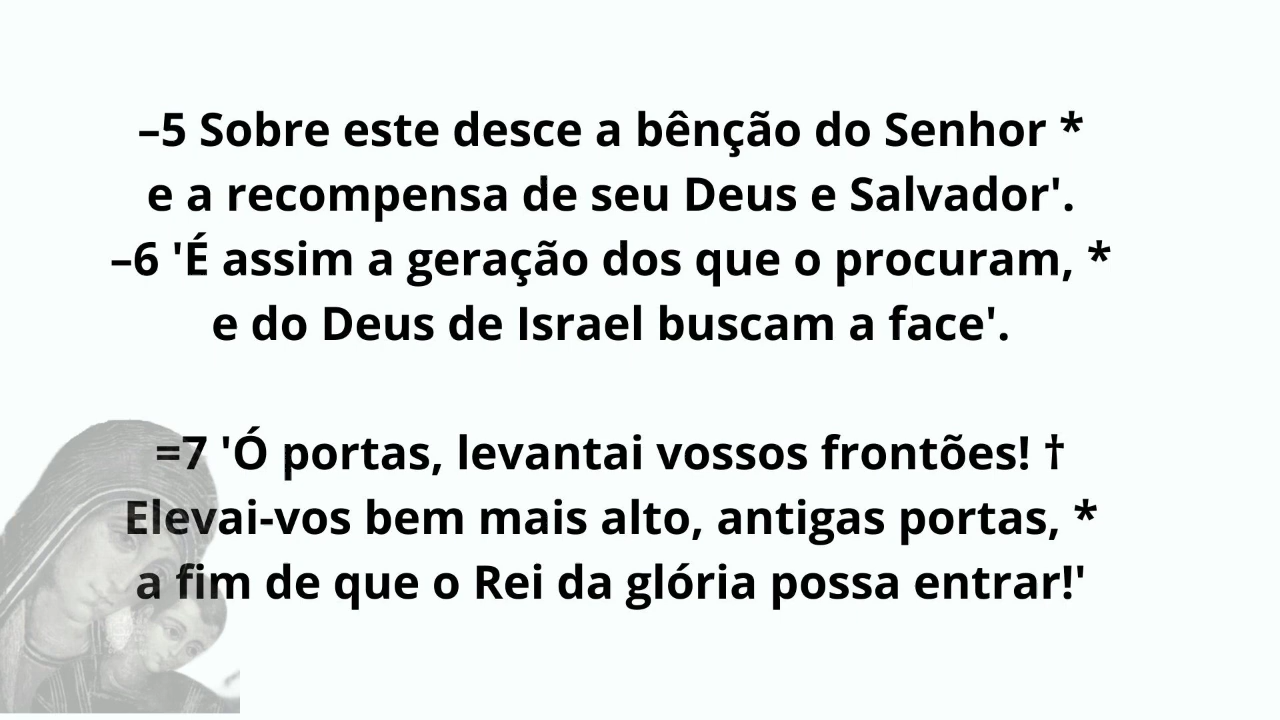 –5 Sobre este desce a bênção do Senhor *
e a recompensa de seu Deus e Salvador'.
–6 'É assim a geração dos que o procuram, *
e do Deus de Israel buscam a face'.
=7 'Ó portas, levantai vossos frontões! †
Elevai-vos bem mais alto, antigas portas, *
a fim de que o Rei da glória possa entrar!'